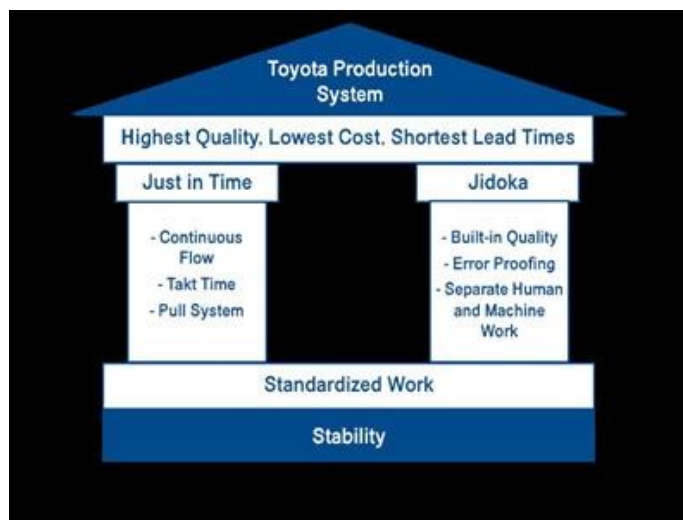 Toyota Production
System
Highest Quality, Lowest Cost, Shortest Lead Times
Just in Time
Jidoka
- Continuous
Flow
- Takt Time
- Pull System
- Built-in Quality
- Error Proofing
- Separate Human
and Machine
Work
Standardized Work
Stability